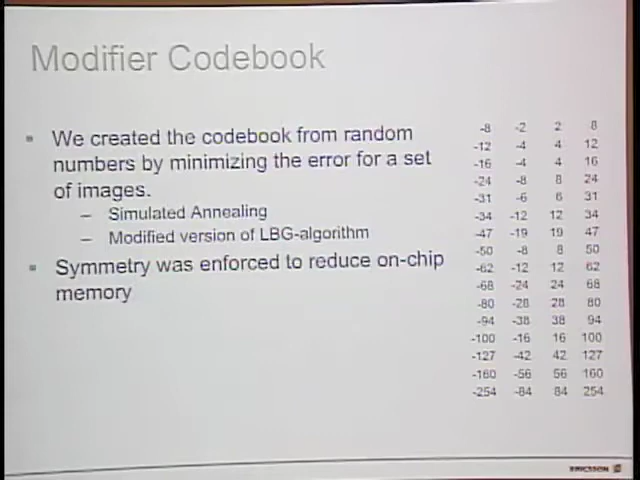 Modifier Codebook
We created the codebook from random
numbers by minimizing the error for a set
of images.
– Simulated Annealing
– Modified version of LBG-algorithm
Symmetry was enforced to reduce on-chip
memory
-8 -2 2 8
-12 -4 4 12
-16 -4 4 16
-24 -8 8 24
-31 -6 6 31
-34 -12 12 34
-47 -19 19 47
-50 -8 8 50
-62 -12 12 62
-68 -24 24 68
-80 -28 28 80
-94 -38 38 94
-100 -16 16 100
-127 -42 42 127
-160 -56 56 160
-254 -84 84 254
ERICSSON